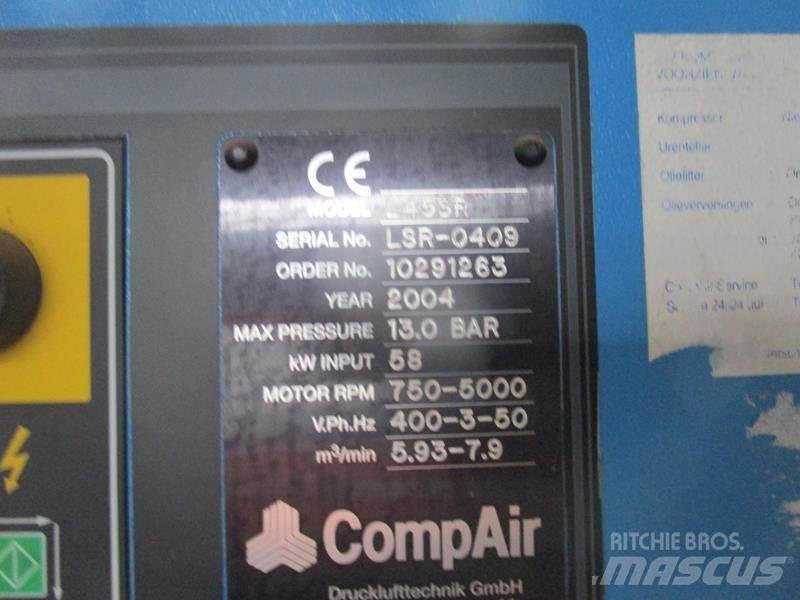 CE
MODEL L45SR
SERIAL No. LSR-0409
ORDER No. 10291263
YEAR 2004
MAX PRESSURE 13.0 BAR
kW INPUT 58
MOTOR RPM 750-5000
V.Ph.Hz 400-3-50
m³/min 5.93-7.9
CompAir
Drucklufttechnik GmbH
Kompressor
Urenteller
Oliefilter
Olieverversingen
RITCHIE BROS.
MASCUS